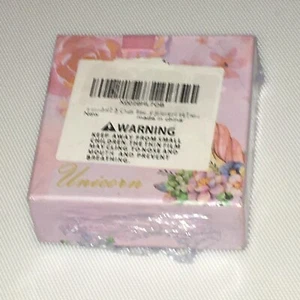 New
made in china
WARNING
KEEP AWAY FROM SMALL
CHILDREN. THE THIN FILM
MAY CLING TO NOSE AND
MOUTH AND PREVENT
BREATHING.
Unicorn